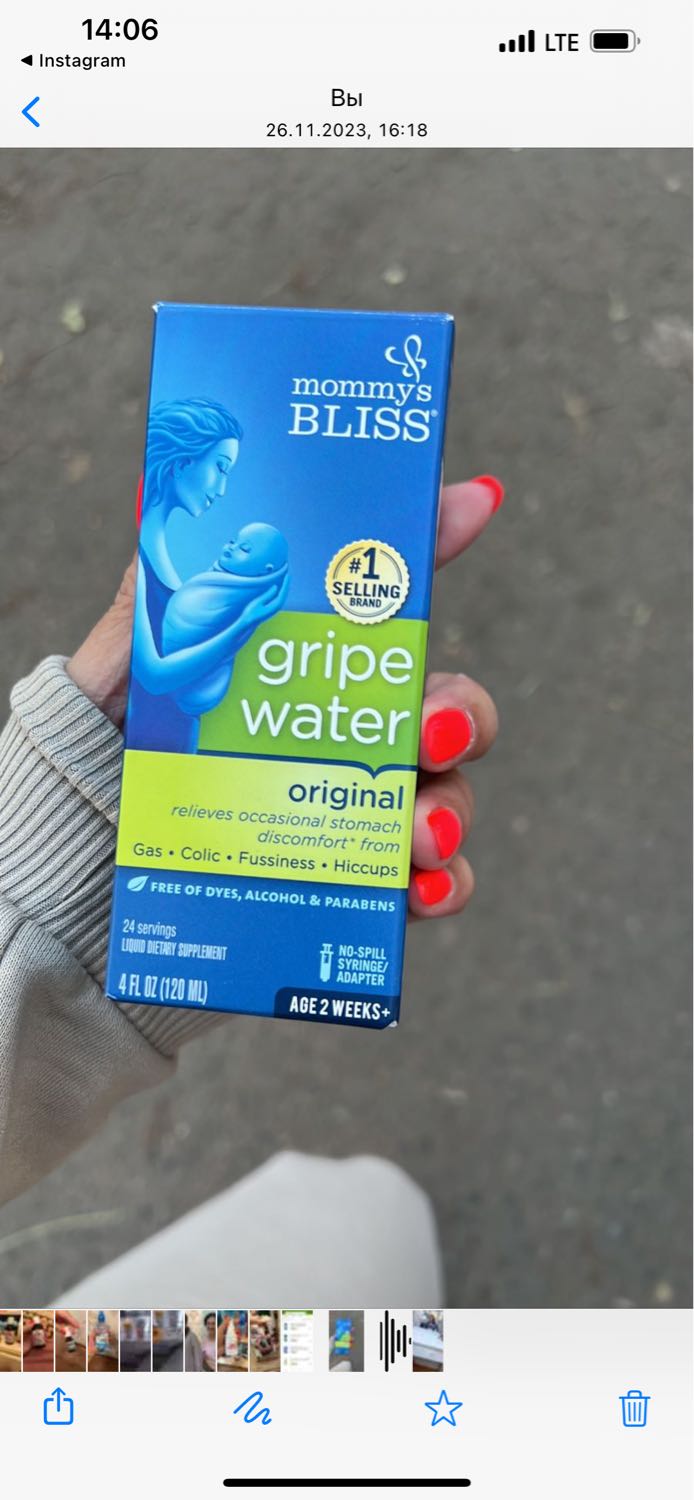 14:06
LTE
◀ Instagram
Вы
26.11.2023, 16:18
mommy's
BLISS®
#1
SELLING
BRAND
gripe
water
original
relieves occasional stomach
discomfort* from
Gas • Colic • Fussiness • Hiccups
FREE OF DYES, ALCOHOL & PARABENS
24 servings
LIQUID DIETARY SUPPLEMENT
NO-SPILL
SYRINGE/
ADAPTER
4 FL OZ (120 ML)
AGE 2 WEEKS+